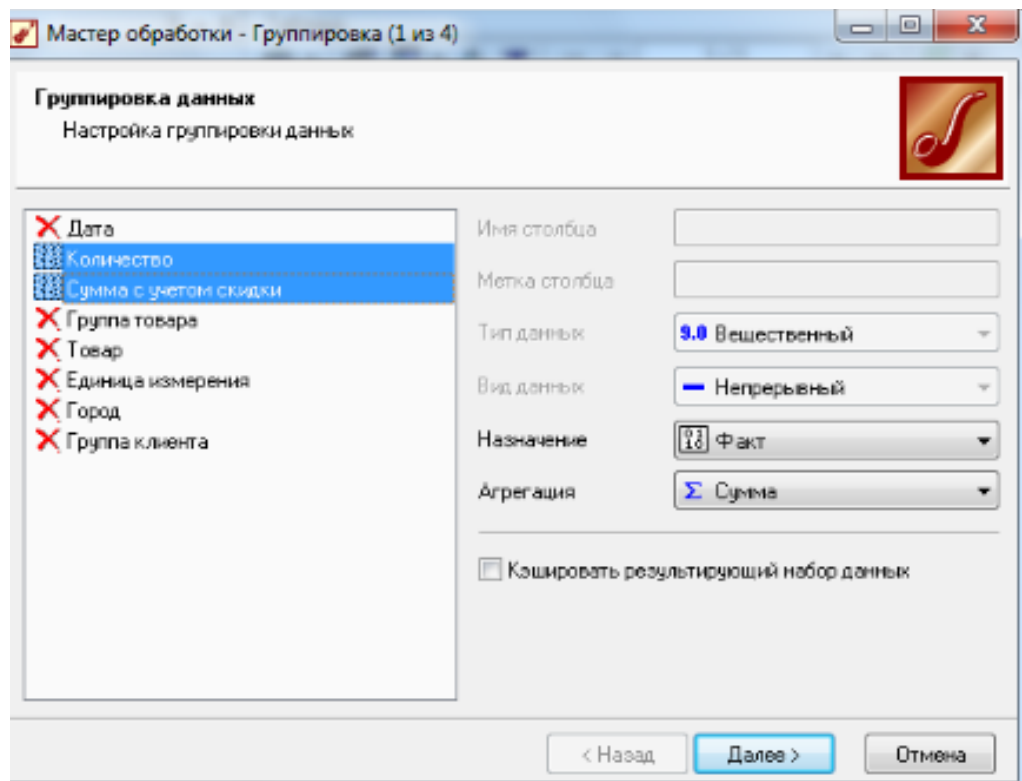 Мастер обработки - Группировка (1 из 4)
Группировка данных
Настройка группировки данных
Дата
Количество
Сумма с учетом скидки
Группа товара
Товар
Единица измерения
Город
Группа клиента
Имя столбца
Метка столбца
Тип данных
9.0 Вещественный
Вид данных
Непрерывный
Назначение
Факт
Агрегация
Σ Сумма
Кэшировать результирующий набор данных
< Назад
Далее >
Отмена